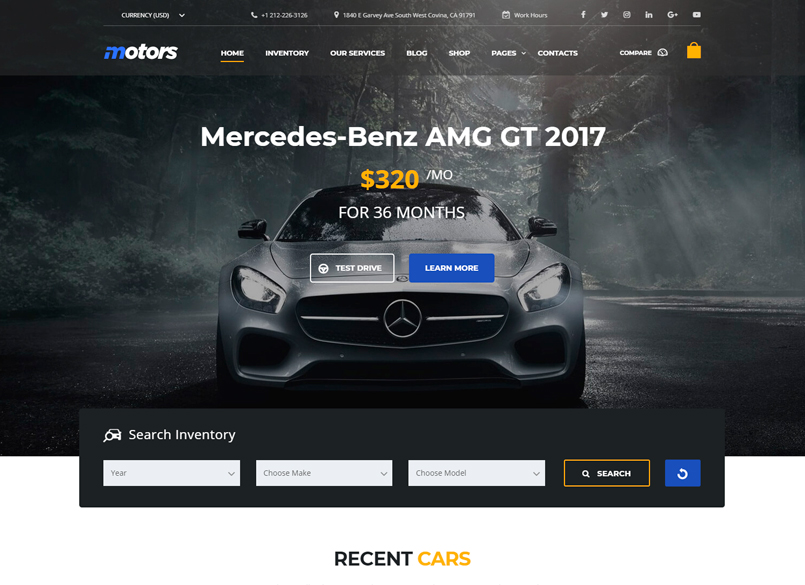 CURRENCY (USD) +1 212-226-3126 1840 E Garvey Ave South West Covina, CA 91791 Work Hours
motors HOME INVENTORY OUR SERVICES BLOG SHOP PAGES CONTACTS COMPARE
Mercedes-Benz AMG GT 2017
$320 /MO
FOR 36 MONTHS
TEST DRIVE LEARN MORE
Search Inventory
Year Choose Make Choose Model SEARCH
RECENT CARS